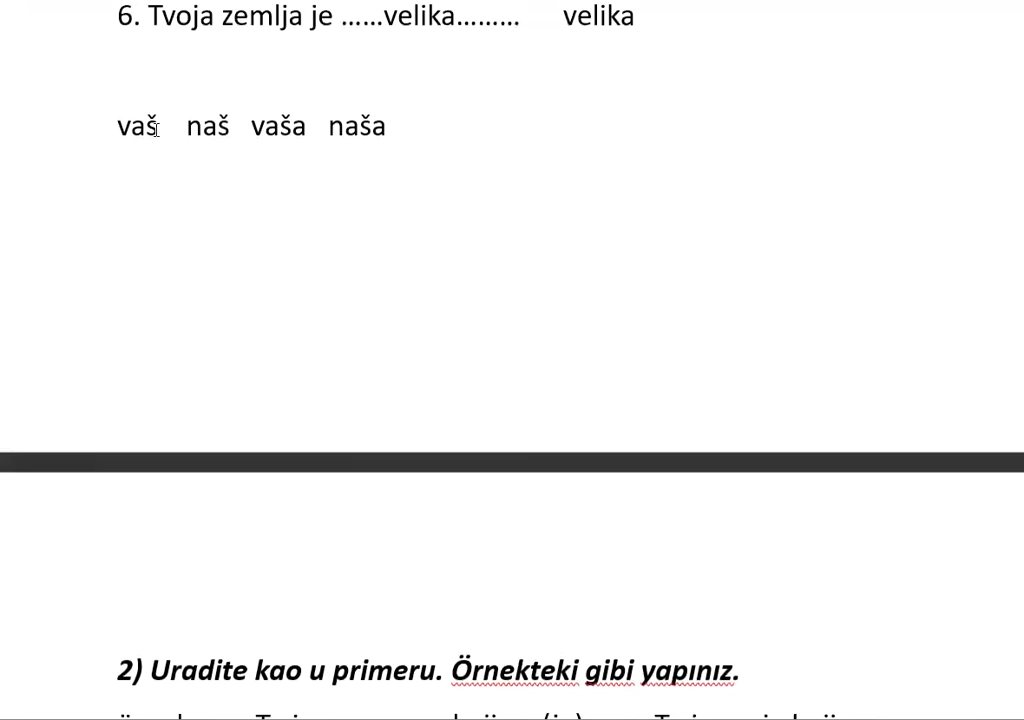 6. Tvoja zemlja je ……velika……… velika
vaš naš vaša naša
2) Uradite kao u primeru. Örnekteki gibi yapınız.